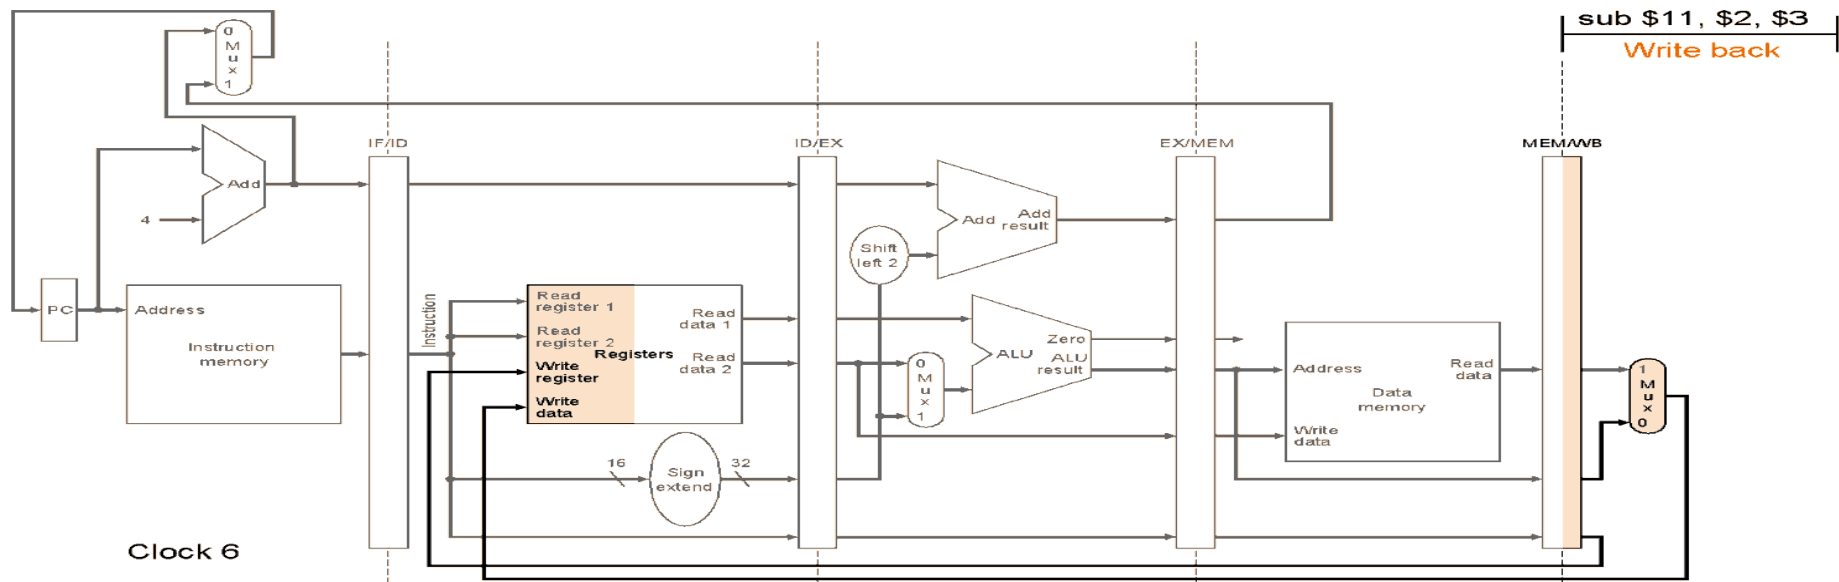 sub $11, $2, $3
Write back
0
M
u
x
1
IF/ID
ID/EX
EX/MEM
MEM/WB
Add
4
Add
Add
result
Shift
left 2
PC
Address
Instruction
memory
Instruction
Read
register 1
Read
register 2
Registers
Write
register
Write
data
Read
data 1
Read
data 2
0
M
u
x
1
Zero
ALU
ALU
result
Address
Read
data
Data
memory
Write
data
1
M
u
x
0
16
Sign
extend
32
Clock 6